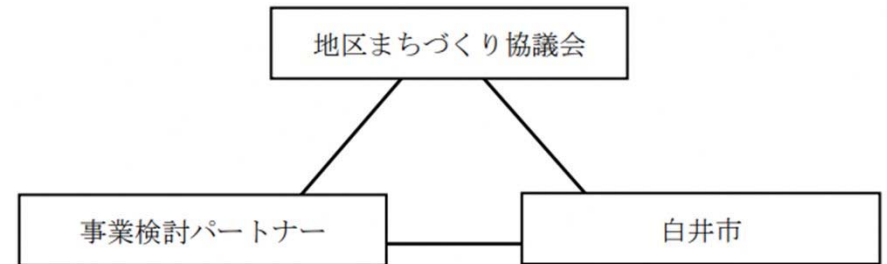 地区まちづくり協議会
事業検討パートナー
白井市